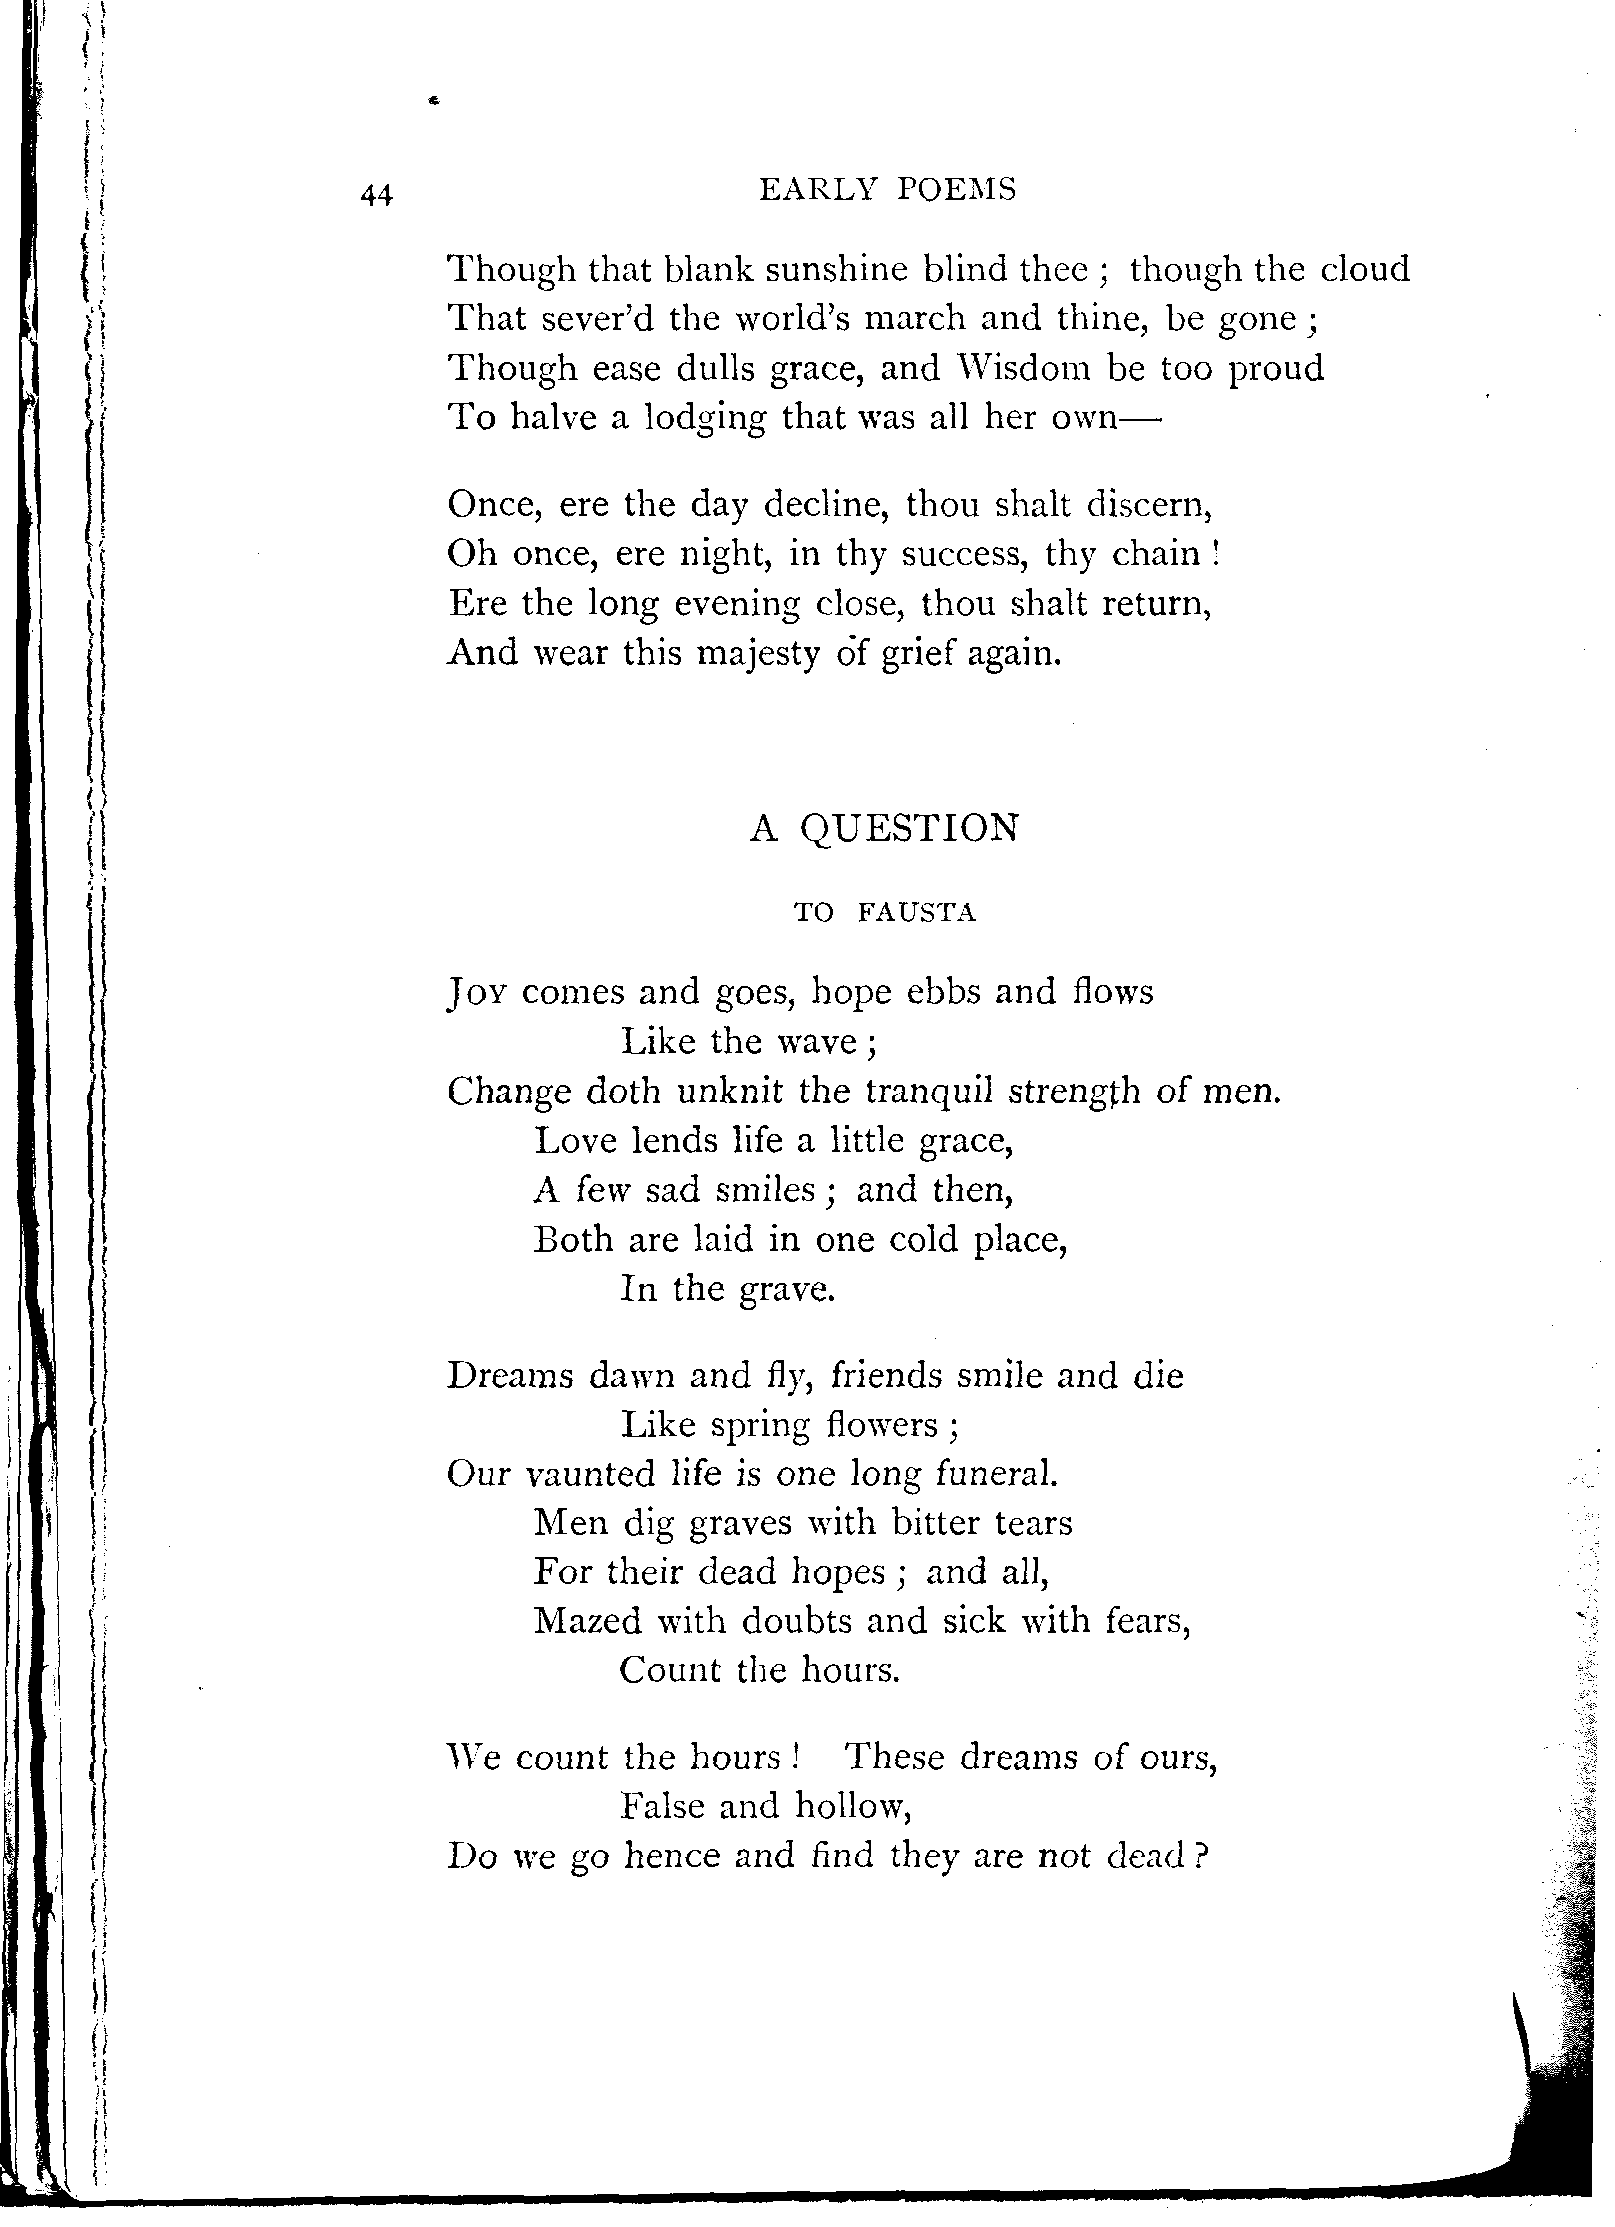 44 EARLY POEMS
Though that blank sunshine blind thee ; though the cloud
That sever'd the world's march and thine, be gone ;
Though ease dulls grace, and Wisdom be too proud
To halve a lodging that was all her own—
Once, ere the day decline, thou shalt discern,
Oh once, ere night, in thy success, thy chain !
Ere the long evening close, thou shalt return,
And wear this majesty of grief again.
A QUESTION
TO FAUSTA
JOY comes and goes, hope ebbs and flows
Like the wave ;
Change doth unknit the tranquil strength of men.
Love lends life a little grace,
A few sad smiles ; and then,
Both are laid in one cold place,
In the grave.
Dreams dawn and fly, friends smile and die
Like spring flowers ;
Our vaunted life is one long funeral.
Men dig graves with bitter tears
For their dead hopes ; and all,
Mazed with doubts and sick with fears,
Count the hours.
We count the hours ! These dreams of ours,
False and hollow,
Do we go hence and find they are not dead ?